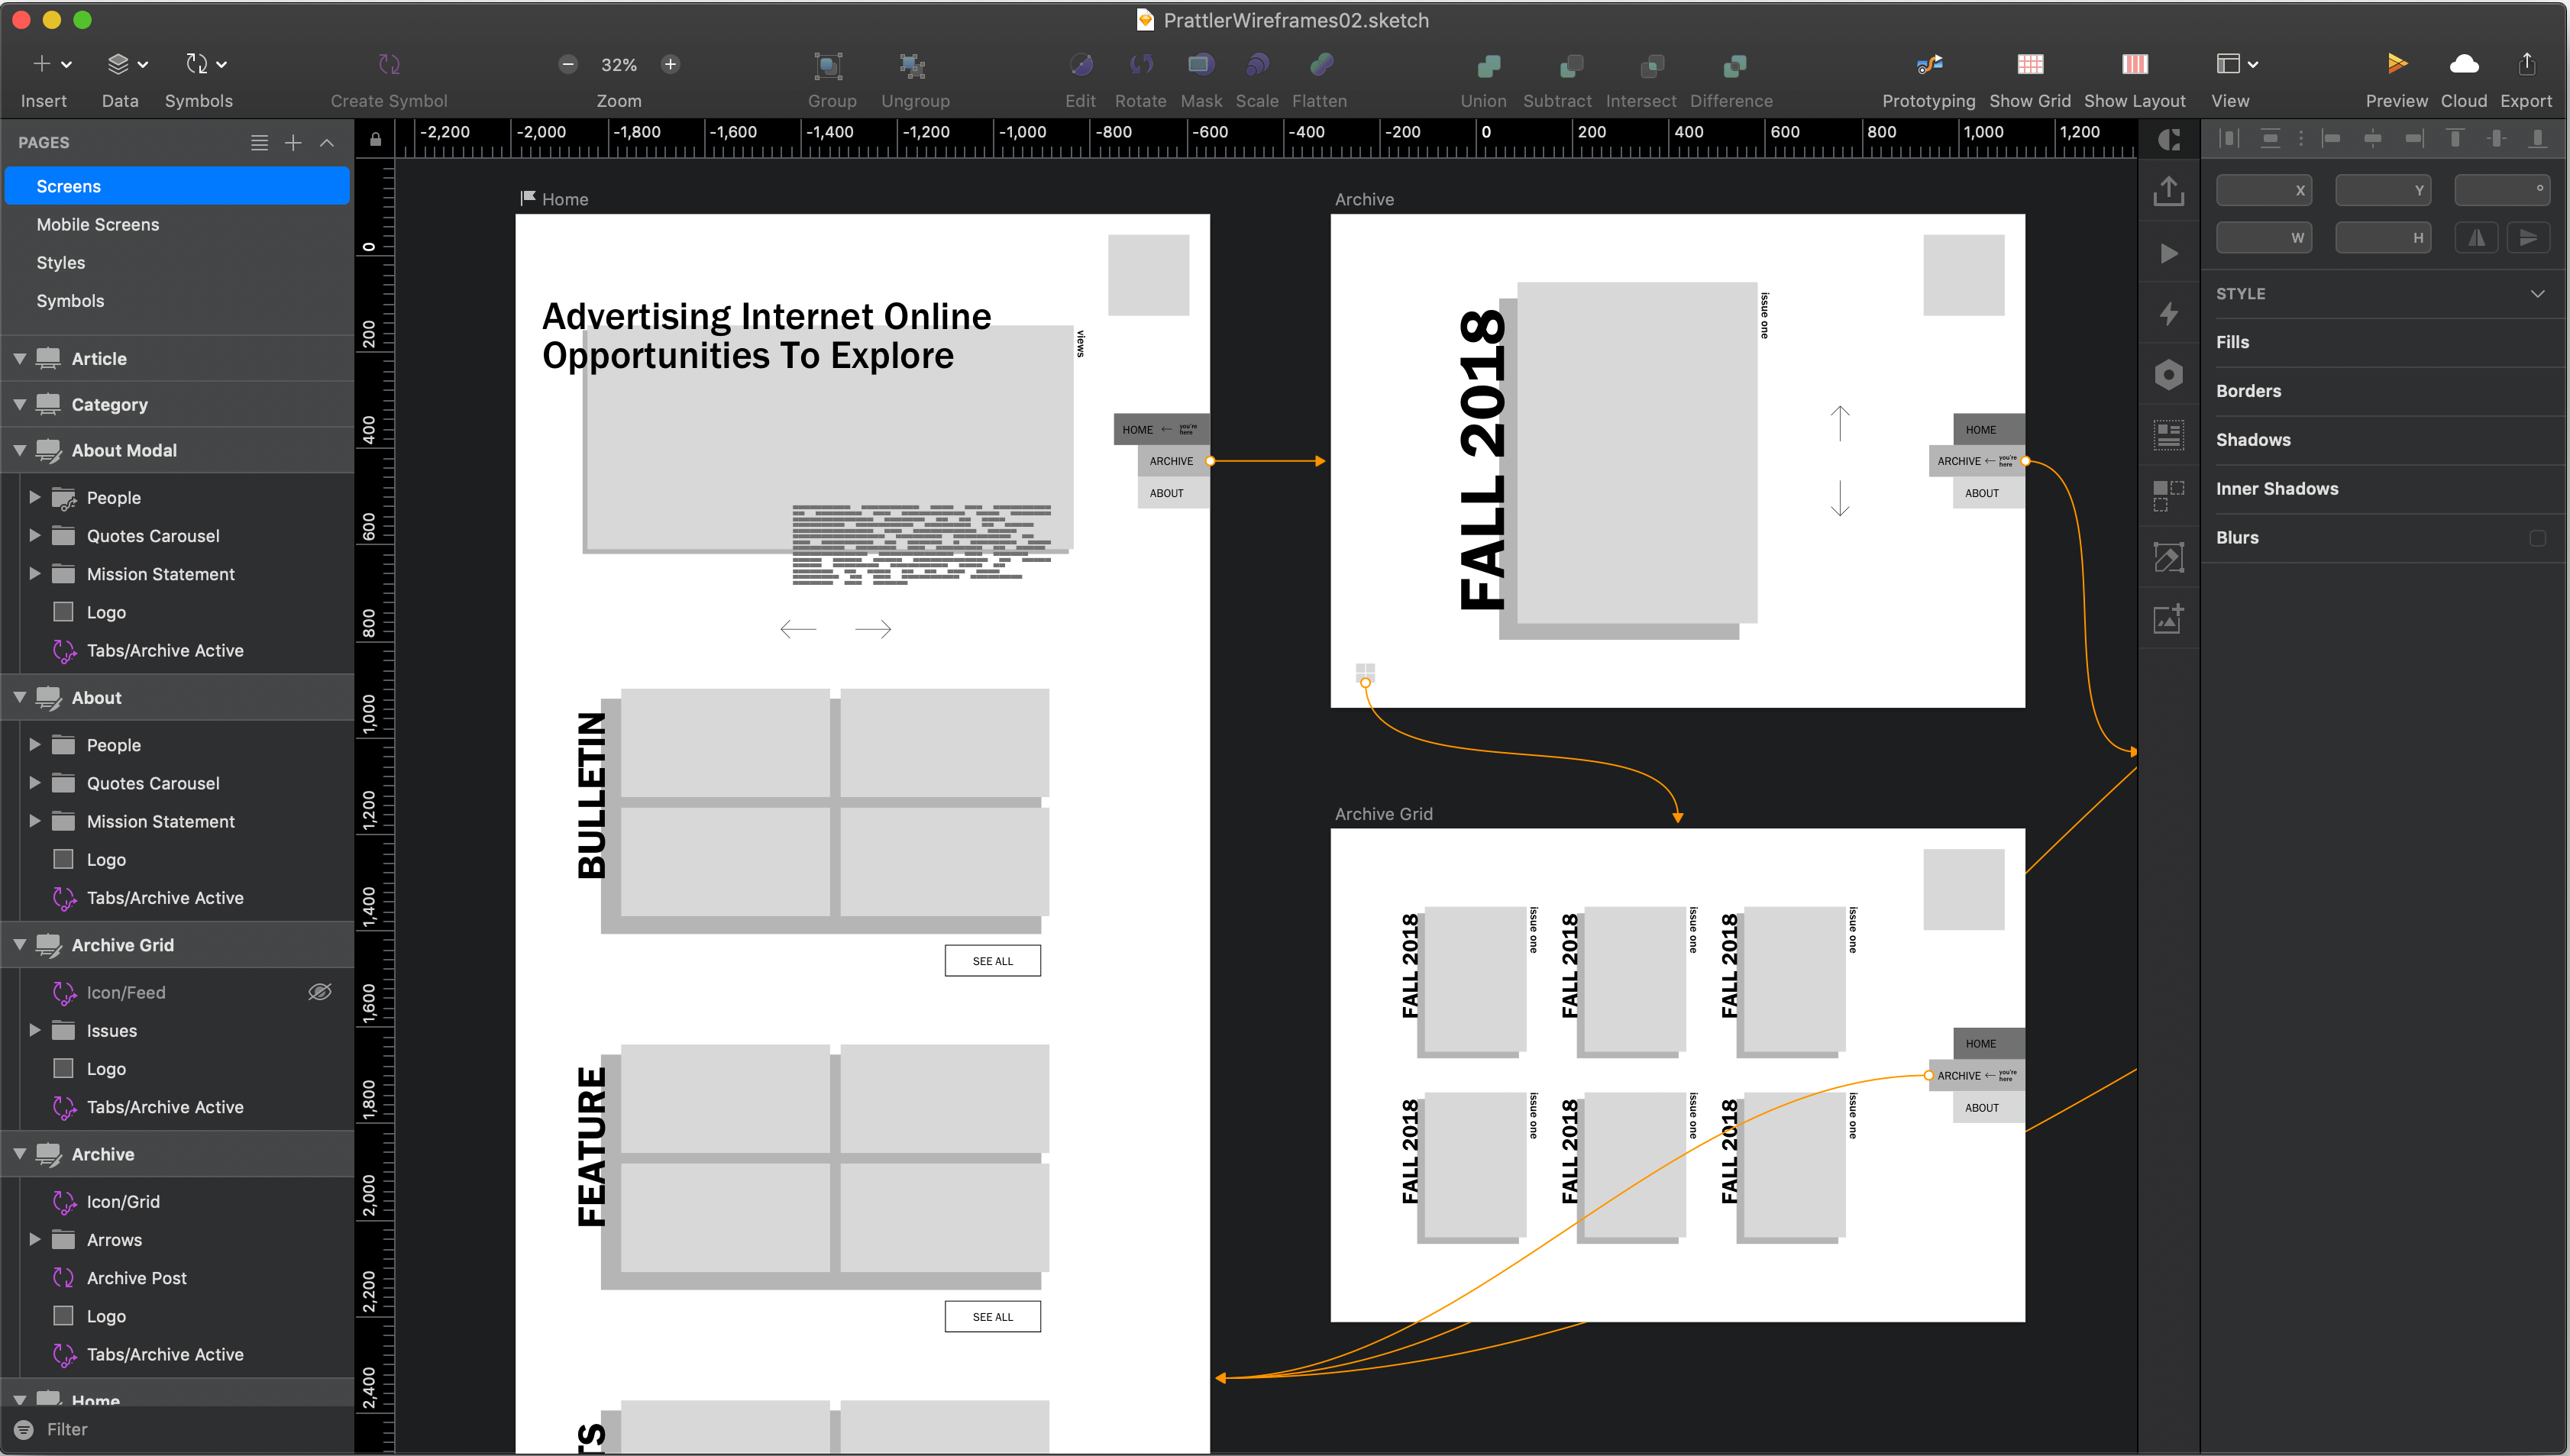 PrattlerWireframes02.sketch
Insert
Data
Symbols
Create Symbol
32%
Zoom
Group
Ungroup
Edit
Rotate
Mask
Scale
Flatten
Union
Subtract
Intersect
Difference
Prototyping
Show Grid
Show Layout
View
Preview
Cloud
Export
PAGES
Screens
Mobile Screens
Styles
Symbols
Article
Category
About Modal
People
Quotes Carousel
Mission Statement
Logo
Tabs/Archive Active
About
People
Quotes Carousel
Mission Statement
Logo
Tabs/Archive Active
Archive Grid
Icon/Feed
Issues
Logo
Tabs/Archive Active
Archive
Icon/Grid
Arrows
Archive Post
Logo
Tabs/Archive Active
Home
Filter
-2,200 -2,000 -1,800 -1,600 -1,400 -1,200 -1,000 -800 -600 -400 -200 0 200 400 600 800 1,000 1,200
0
200
400
600
800
1,000
1,200
1,400
1,600
1,800
2,000
2,200
2,400
Home
Advertising Internet Online
Opportunities To Explore
views
HOME ← you're
here
ARCHIVE
ABOUT
BULLETIN
SEE ALL
FEATURE
SEE ALL
TS
Archive
FALL 2018
issue one
HOME
ARCHIVE ← you're
here
ABOUT
Archive Grid
FALL 2018
issue one
FALL 2018
issue one
FALL 2018
issue one
FALL 2018
issue one
FALL 2018
issue one
FALL 2018
issue one
HOME
ARCHIVE ← you're
here
ABOUT
X
Y
°
W
H
STYLE
Fills
Borders
Shadows
Inner Shadows
Blurs